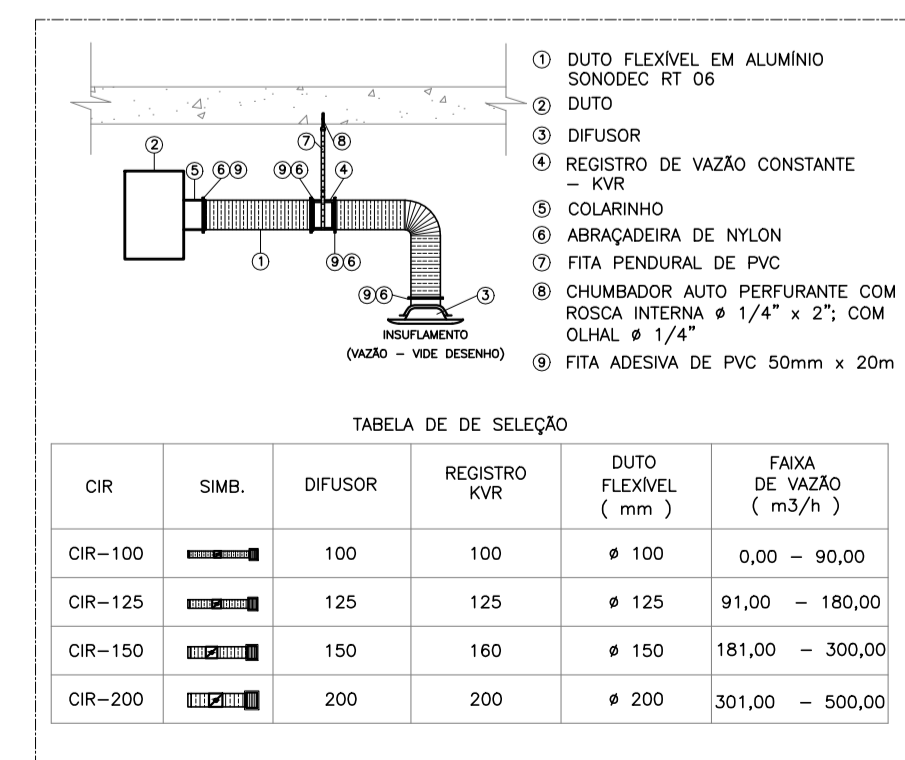 ① DUTO FLEXÍVEL EM ALUMÍNIO
SONODEC RT 06
② DUTO
③ DIFUSOR
④ REGISTRO DE VAZÃO CONSTANTE
– KVR
⑤ COLARINHO
⑥ ABRAÇADEIRA DE NYLON
⑦ FITA PENDURAL DE PVC
⑧ CHUMBADOR AUTO PERFURANTE COM
ROSCA INTERNA ø 1/4" x 2"; COM
OLHAL ø 1/4"
⑨ FITA ADESIVA DE PVC 50mm x 20m
② ⑤ ⑥⑨ ⑨⑥ ⑦ ⑧ ④
① ⑨⑥
⑨⑥ ③
INSUFLAMENTO
(VAZÃO – VIDE DESENHO)
TABELA DE DE SELEÇÃO
CIR SIMB. DIFUSOR REGISTRO KVR DUTO FLEXÍVEL ( mm ) FAIXA DE VAZÃO ( m3/h )
CIR–100 100 100 ø 100 0,00 – 90,00
CIR–125 125 125 ø 125 91,00 – 180,00
CIR–150 150 160 ø 150 181,00 – 300,00
CIR–200 200 200 ø 200 301,00 – 500,00